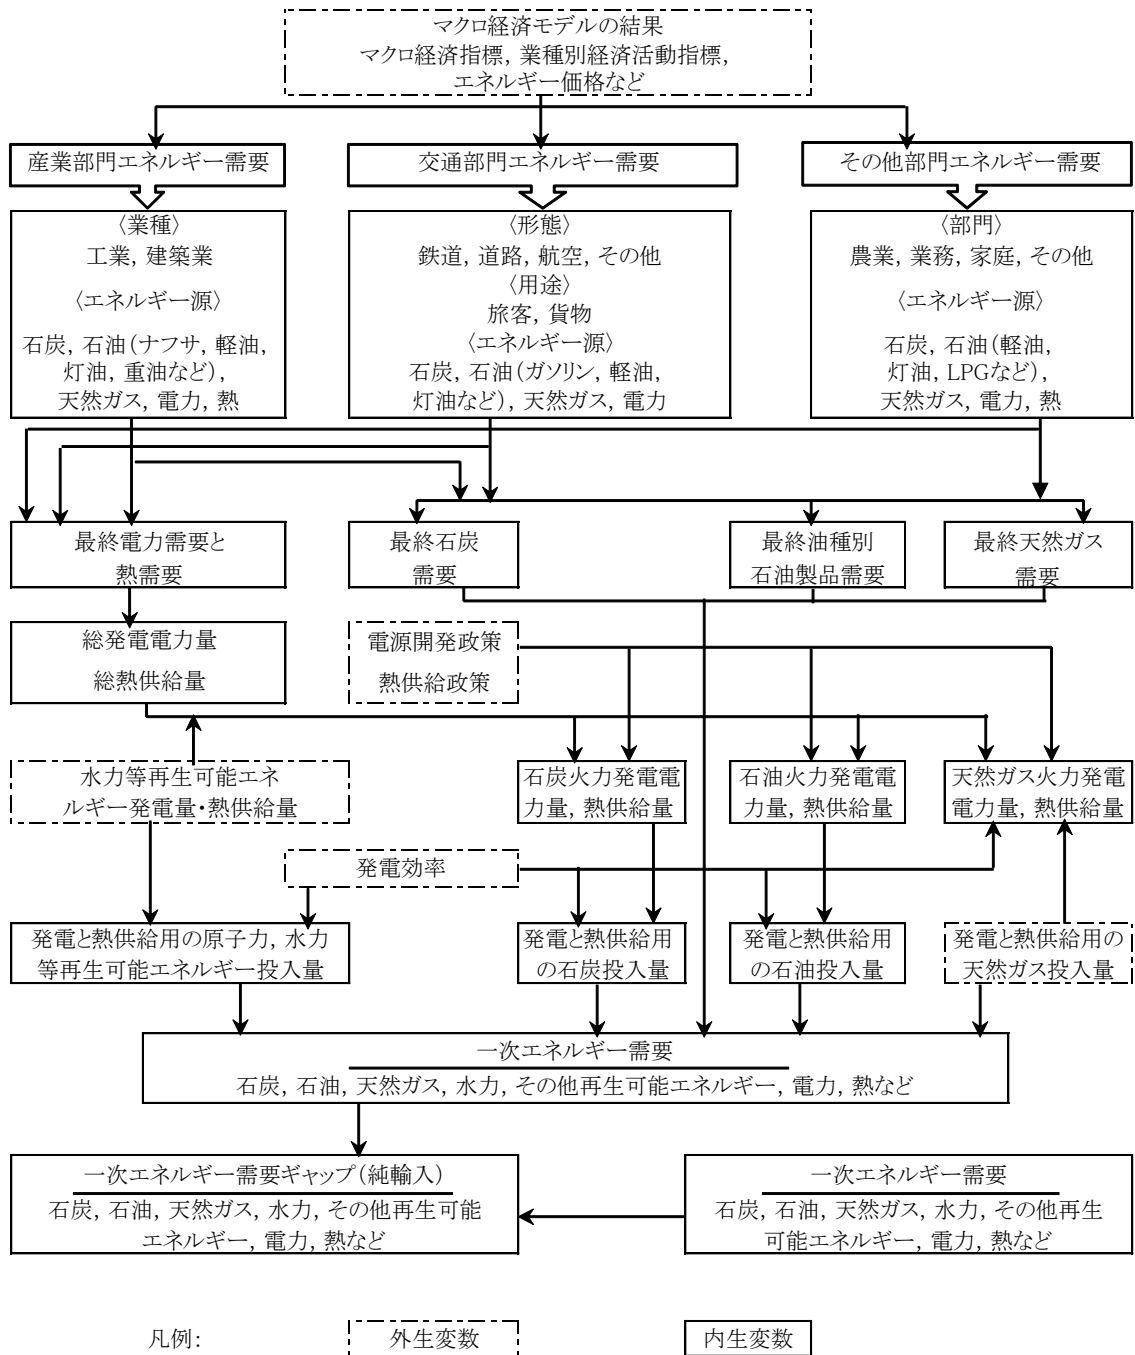 マクロ経済モデルの結果
マクロ経済指標, 業種別経済活動指標,
エネルギー価格など
産業部門エネルギー需要
交通部門エネルギー需要
その他部門エネルギー需要
〈業種〉
工業, 建築業
〈エネルギー源〉
石炭, 石油(ナフサ, 軽油,
灯油, 重油など),
天然ガス, 電力, 熱
〈形態〉
鉄道, 道路, 航空, その他
〈用途〉
旅客, 貨物
〈エネルギー源〉
石炭, 石油(ガソリン, 軽油,
灯油など), 天然ガス, 電力
〈部門〉
農業, 業務, 家庭, その他
〈エネルギー源〉
石炭, 石油(軽油,
灯油, LPGなど),
天然ガス, 電力, 熱
最終電力需要と
熱需要
最終石炭
需要
最終油種別
石油製品需要
最終天然ガス
需要
総発電電力量
総熱供給量
電源開発政策
熱供給政策
水力等再生可能エネ
ルギー発電量・熱供給量
石炭火力発電電
力量, 熱供給量
石油火力発電電
力量, 熱供給量
天然ガス火力発電
電力量, 熱供給量
発電効率
発電と熱供給用の原子力, 水力
等再生可能エネルギー投入量
発電と熱供給用
の石炭投入量
発電と熱供給用
の石油投入量
発電と熱供給用の
天然ガス投入量
一次エネルギー需要
石炭, 石油, 天然ガス, 水力, その他再生可能エネルギー, 電力, 熱など
一次エネルギー需要ギャップ(純輸入)
石炭, 石油, 天然ガス, 水力, その他再生可能
エネルギー, 電力, 熱など
一次エネルギー需要
石炭, 石油, 天然ガス, 水力, その他再生
可能エネルギー, 電力, 熱など
凡例:
外生変数
内生変数